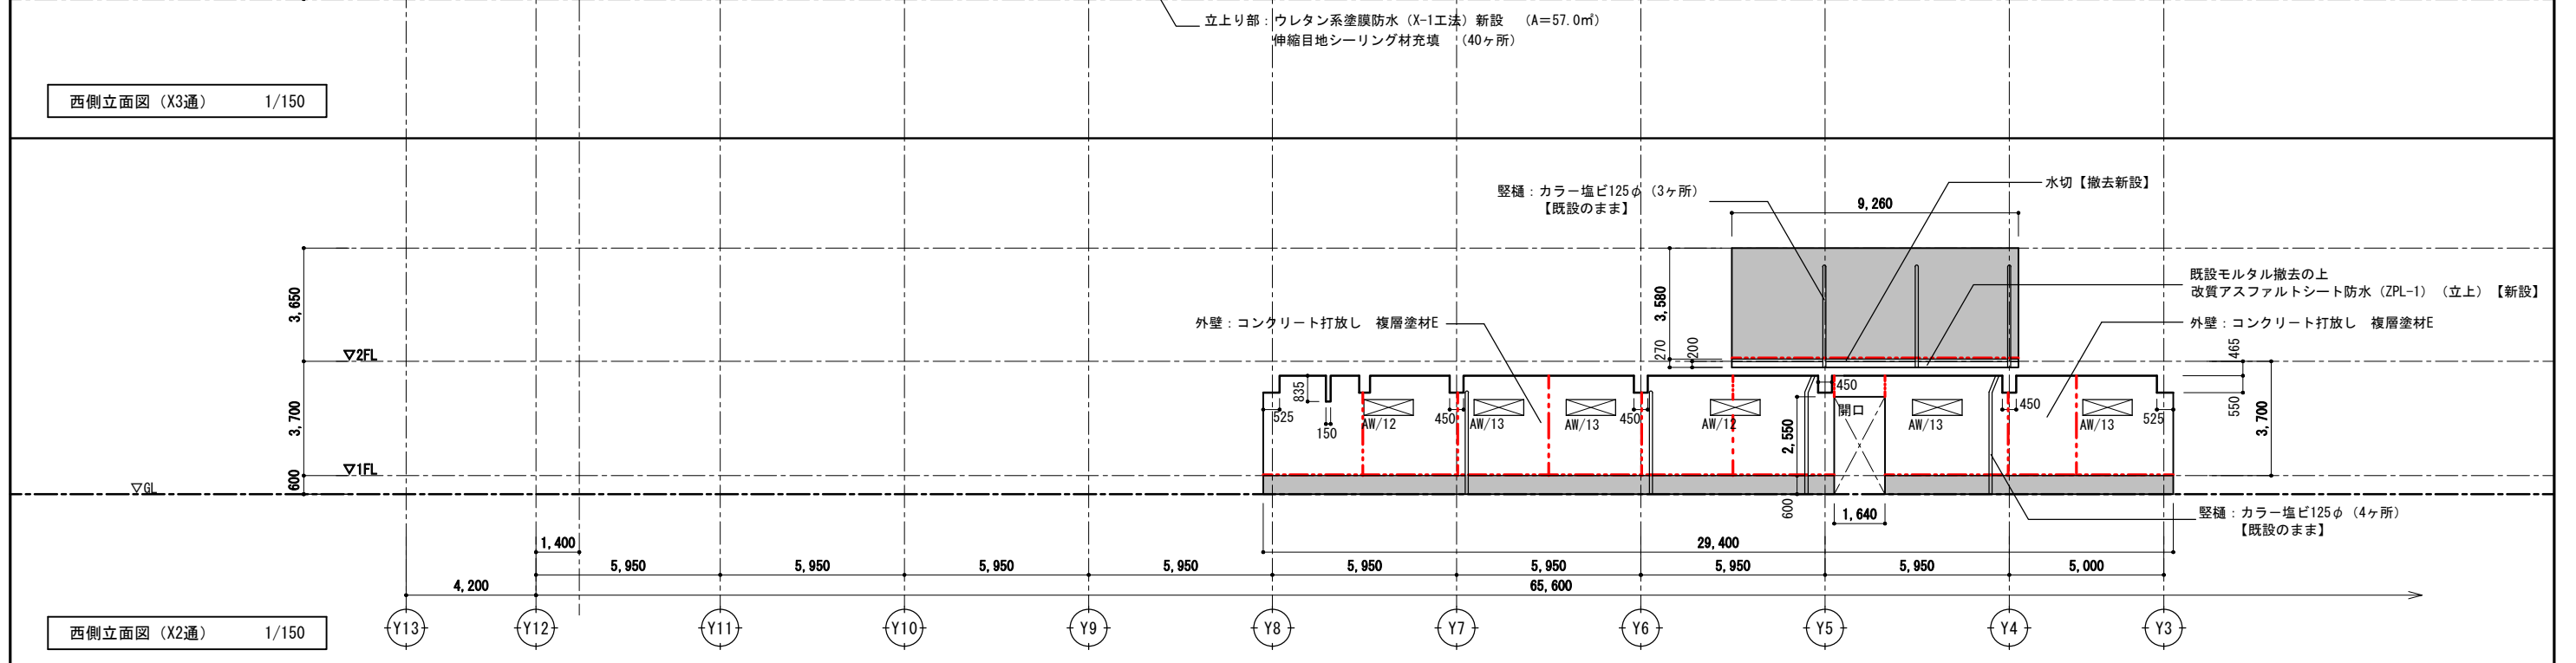 立上り部：ウレタン系塗膜防水（X-1工法）新設　（A＝57.0㎡）
伸縮目地シーリング材充填　（40ヶ所）
西側立面図（X3通）　1/150
竪樋：カラー塩ビ125φ（3ヶ所）
【既設のまま】
水切【撤去新設】
9,260
3,650
3,580
270
200
既設モルタル撤去の上
改質アスファルトシート防水（ZPL-1）（立上）【新設】
外壁：コンクリート打放し　複層塗材E
外壁：コンクリート打放し　複層塗材E
▽2FL
465
550
3,700
835
525
150
AW/12
450
AW/13
AW/13
450
AW/12
450
開口
2,550
AW/13
450
AW/13
525
3,700
▽1FL
600
▽GL
600
1,640
竪樋：カラー塩ビ125φ（4ヶ所）
【既設のまま】
1,400
29,400
5,950
5,950
5,950
5,950
5,950
5,950
5,950
5,950
5,000
4,200
65,600
西側立面図（X2通）　1/150
Y13
Y12
Y11
Y10
Y9
Y8
Y7
Y6
Y5
Y4
Y3